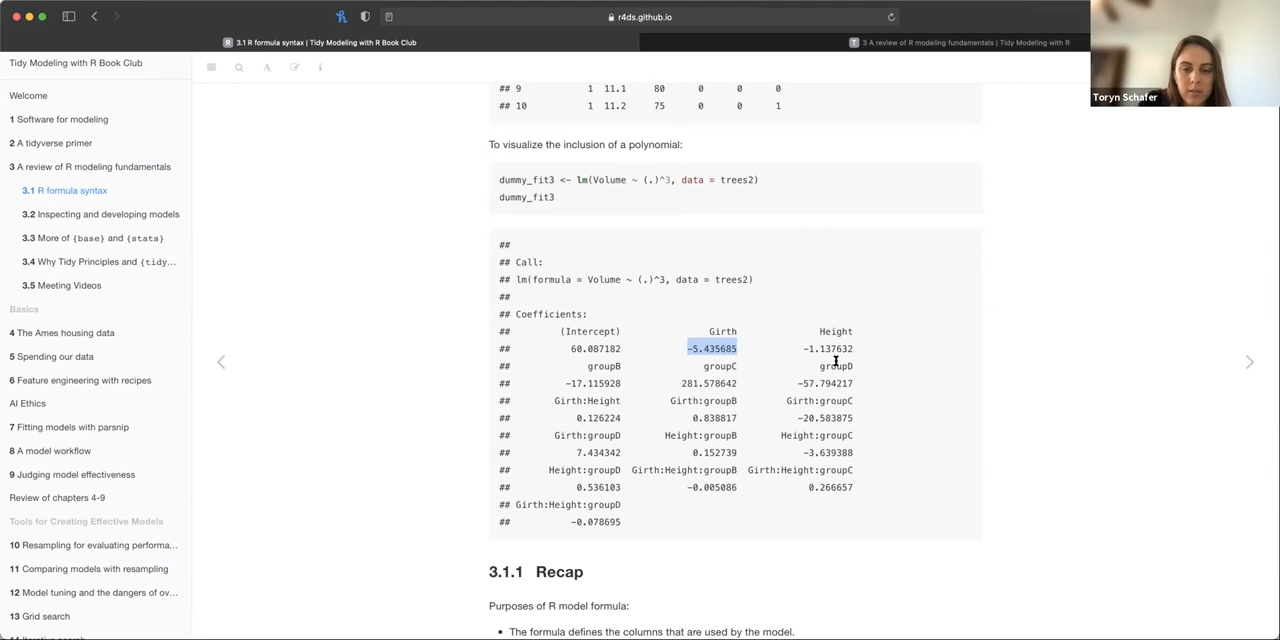 r4ds.github.io
R 3.1 R formula syntax | Tidy Modeling with R Book Club
T 3 A review of R modeling fundamentals | Tidy Modeling with R
Toryn Schafer
Tidy Modeling with R Book Club
Welcome
1 Software for modeling
2 A tidyverse primer
3 A review of R modeling fundamentals
3.1 R formula syntax
3.2 Inspecting and developing models
3.3 More of {base} and {stats}
3.4 Why Tidy Principles and {tidy...
3.5 Meeting Videos
Basics
4 The Ames housing data
5 Spending our data
6 Feature engineering with recipes
AI Ethics
7 Fitting models with parsnip
8 A model workflow
9 Judging model effectiveness
Review of chapters 4-9
Tools for Creating Effective Models
10 Resampling for evaluating performa...
11 Comparing models with resampling
12 Model tuning and the dangers of ov...
13 Grid search
A
i
## 9 1 11.1 80 0 0 0
## 10 1 11.2 75 0 0 1
To visualize the inclusion of a polynomial:
dummy_fit3 <- lm(Volume ~ (.)^3, data = trees2)
dummy_fit3
##
## Call:
## lm(formula = Volume ~ (.)^3, data = trees2)
##
## Coefficients:
## (Intercept) Girth Height
## 60.087182 -5.435685 -1.137632
## groupB groupC groupD
## -17.115928 281.578642 -57.794217
## Girth:Height Girth:groupB Girth:groupC
## 0.126224 0.838817 -20.583875
## Girth:groupD Height:groupB Height:groupC
## 7.434342 0.152739 -3.639388
## Height:groupD Girth:Height:groupB Girth:Height:groupC
## 0.536103 -0.005086 0.266657
## Girth:Height:groupD
## -0.078695
3.1.1 Recap
Purposes of R model formula:
• The formula defines the columns that are used by the model.